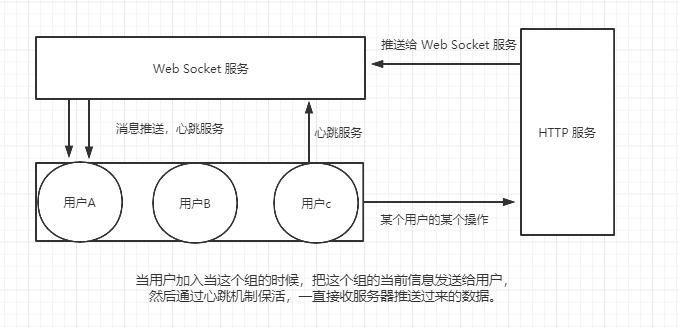 推送给 Web Socket 服务
Web Socket 服务
消息推送，心跳服务
心跳服务
HTTP 服务
用户A
用户B
用户c
某个用户的某个操作
当用户加入当这个组的时候，把这个组的当前信息发送给用户，
然后通过心跳机制保活，一直接收服务器推送过来的数据。